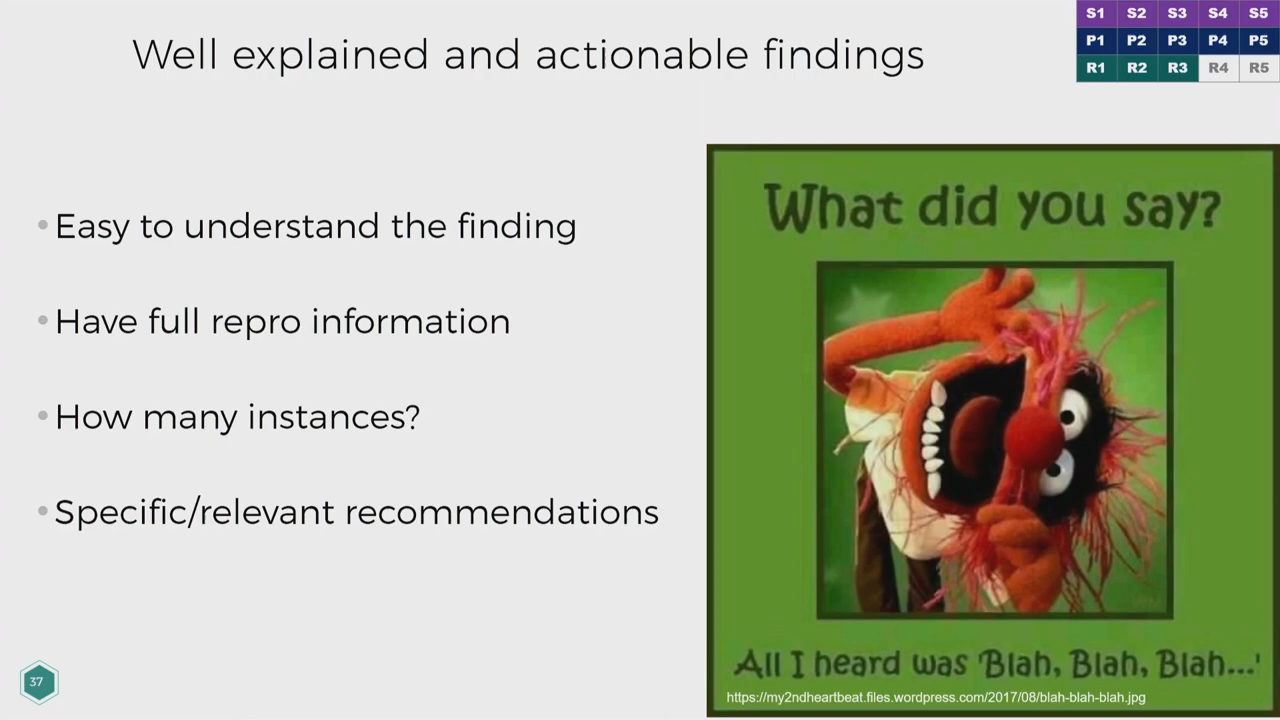 Well explained and actionable findings
S1 S2 S3 S4 S5
P1 P2 P3 P4 P5
R1 R2 R3 R4 R5
• Easy to understand the finding
• Have full repro information
• How many instances?
• Specific/relevant recommendations
What did you say?
All I heard was 'Blah, Blah, Blah...'
https://my2ndheartbeat.files.wordpress.com/2017/08/blah-blah-blah.jpg
37